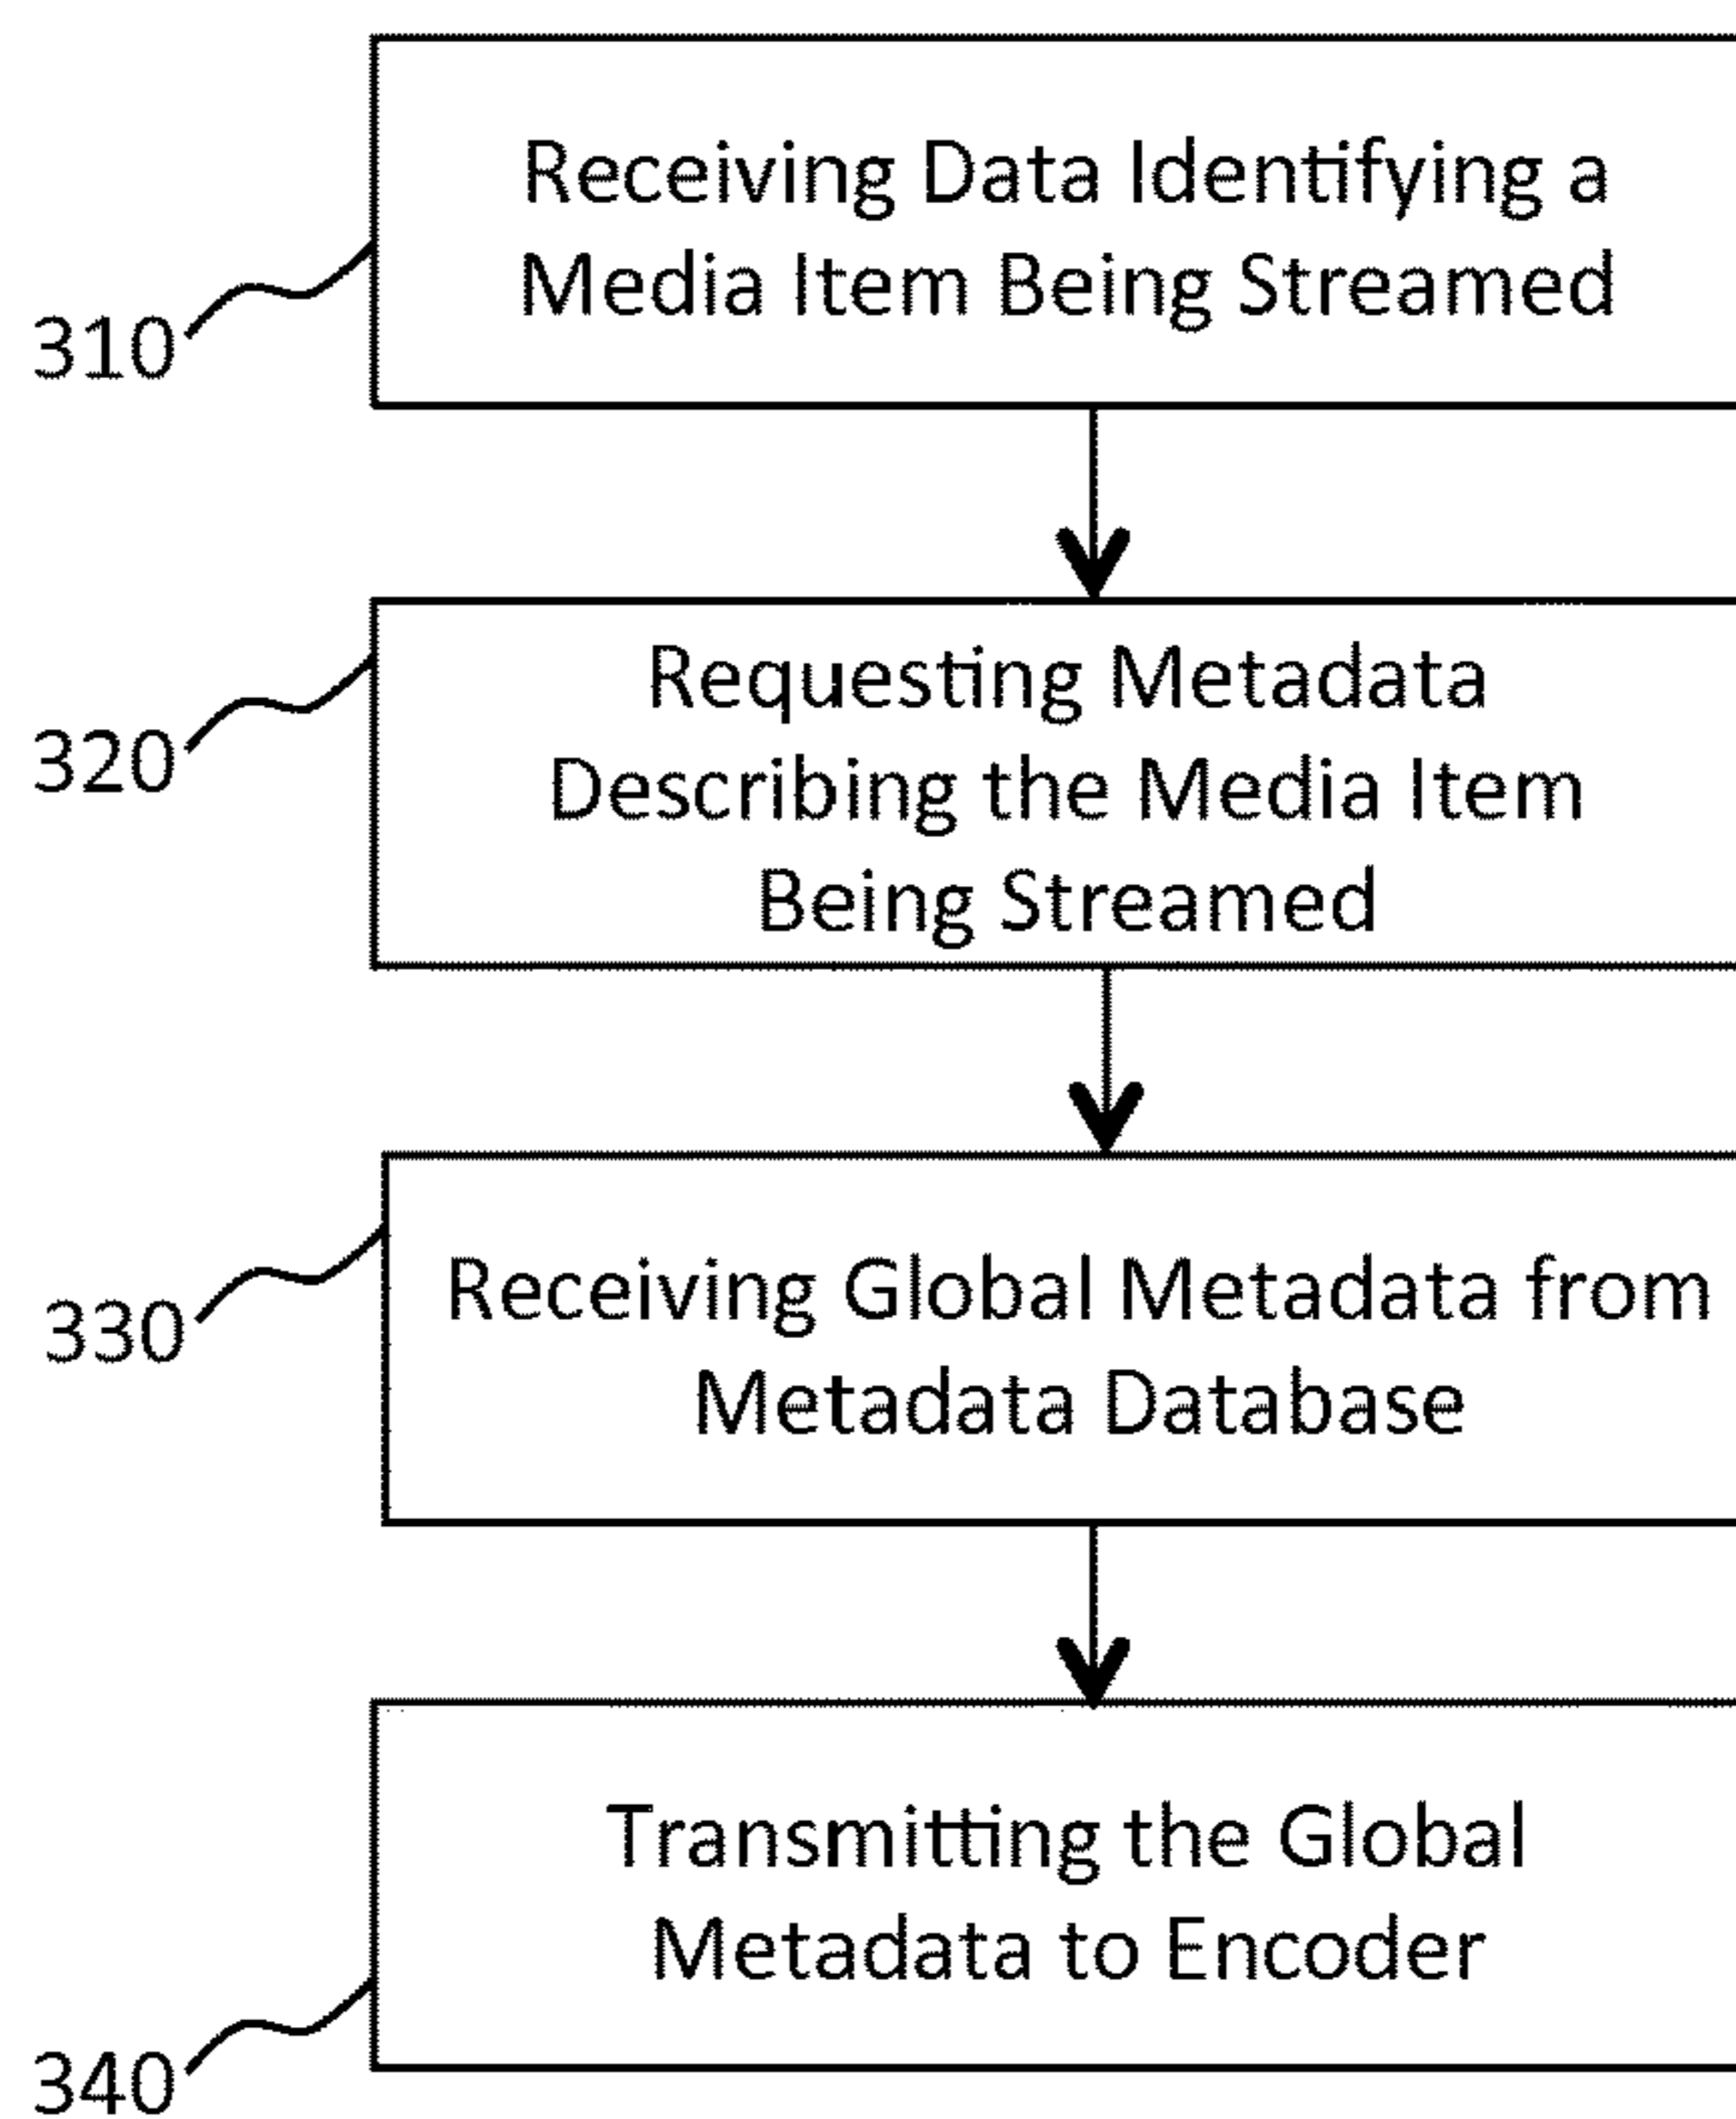 Receiving Data Identifying a
Media Item Being Streamed
310
Requesting Metadata
Describing the Media Item
Being Streamed
320
Receiving Global Metadata from
Metadata Database
330
Transmitting the Global
Metadata to Encoder
340